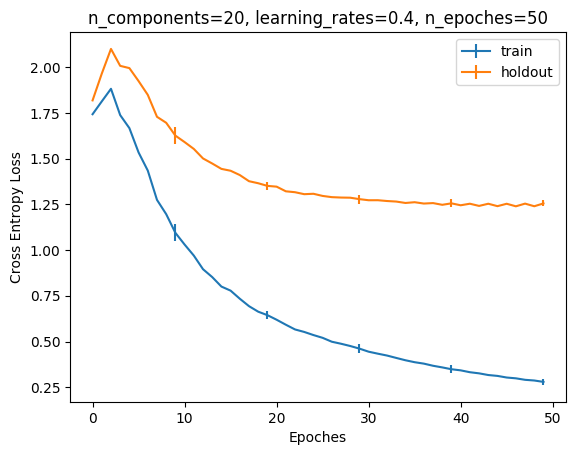 n_components=20, learning_rates=0.4, n_epoches=50
train
holdout
Cross Entropy Loss
2.00
1.75
1.50
1.25
1.00
0.75
0.50
0.25
0
10
20
30
40
50
Epoches